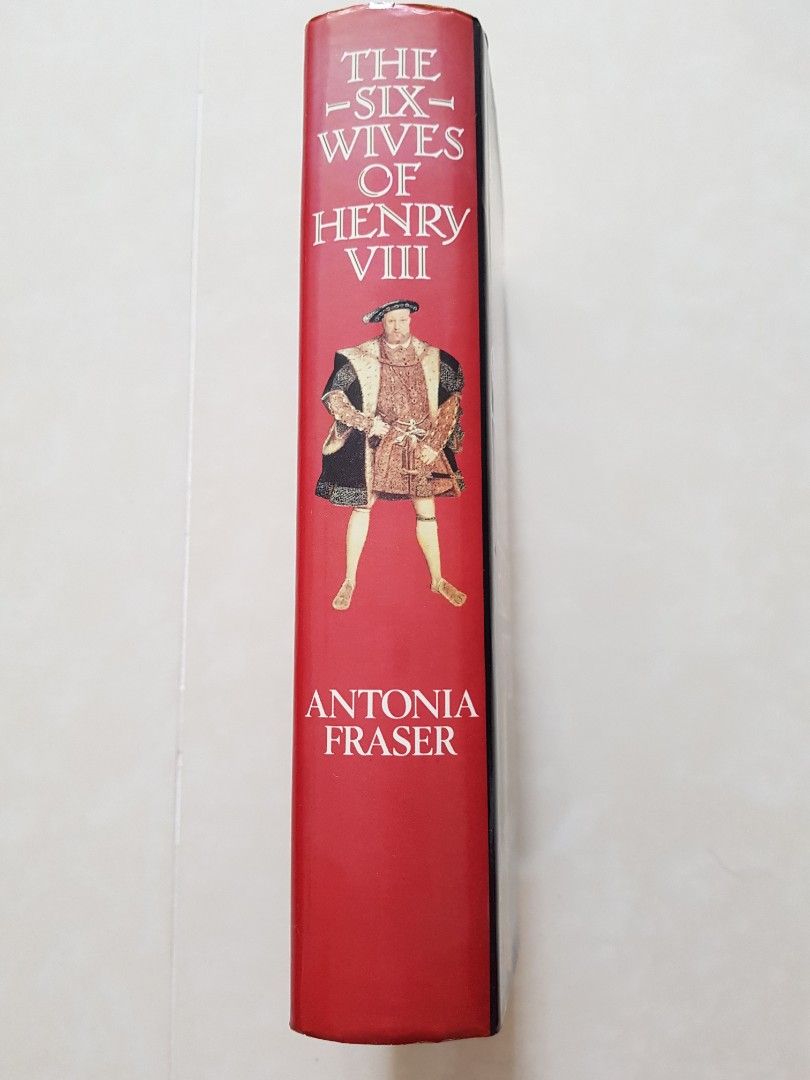 THE
SIX
WIVES
OF
HENRY
VIII
ANTONIA
FRASER